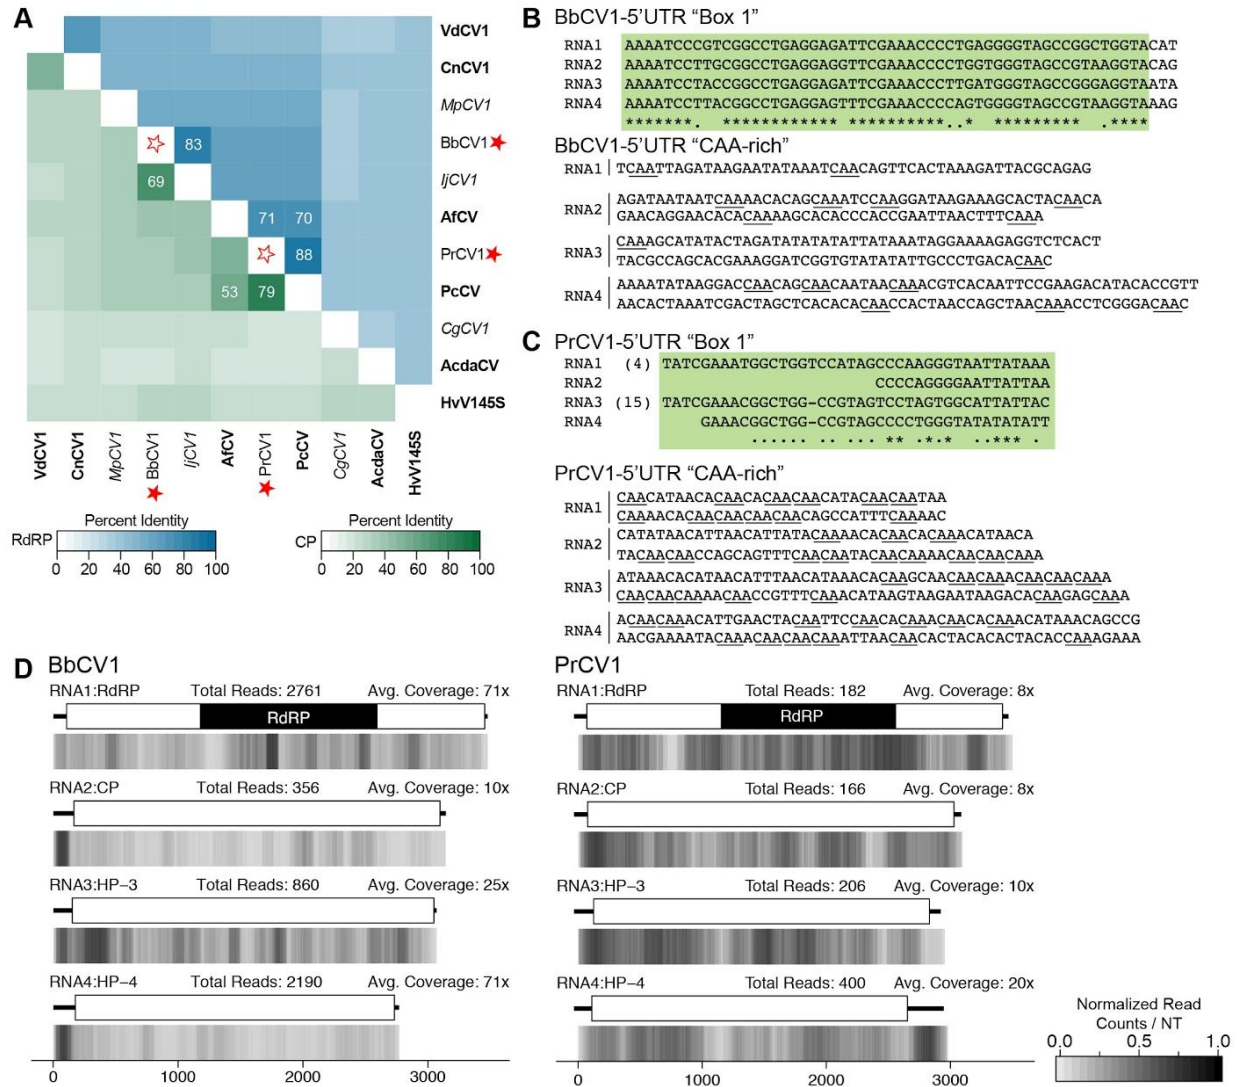 A
VdCV1
CnCV1
MpCV1
83
BbCV1
69
IjCV1
71 70
AfCV
88
PrCV1
53 79
PcCV
CgCV1
AcdaCV
HvV145S
VdCV1 CnCV1 MpCV1 BbCV1 IjCV1 AfCV PrCV1 PcCV CgCV1 AcdaCV HvV145S
Percent Identity
RdRP
0 20 40 60 80 100
Percent Identity
CP
0 20 40 60 80 100
B BbCV1-5’UTR “Box 1”
RNA1 AAAATCCCGTCGGCCTGAGGAGATTCGAAACCCCTGAGGGGTAGCCGGCTGGTACAT
RNA2 AAAATCCTTGCGGCCTGAGGAGGTTCGAAACCCCTGGTGGGTAGCCGTAAGGTACAG
RNA3 AAAATCCTACCGGCCTGAGGAGATTCGAAACCCTTGATGGGTAGCCGGGAGGTAATA
RNA4 AAAATCCTTACGGCCTGAGGAGTTTCGAAACCCCAGTGGGGTAGCCGTAAGGTAAAG
*******. ************ **********..* ********* .****
BbCV1-5’UTR “CAA-rich”
RNA1 TCAATTAGATAAGAATATAAATCAACAGTTCACTAAAGATTACGCAGAG
RNA2 AGATAATAATCAAAACACAGCAAATCCAAGGATAAGAAAGCACTACAACA
GAACAGGAACACACAAAAGCACACCCACCGAATTAACTTTCAAA
RNA3 CAAAGCATATACTAGATATATATATTATAAATAGGAAAAGAGGTCTCACT
TACGCCAGCACGAAAGGATCGGTGTATATATTGCCCTGACACAAC
RNA4 AAAATATAAGGACCAACAGCAACAATAACAAACGTCACAATTCCGAAGACATACACCGTT
AACACTAAATCGACTAGCTCACACACAACCACTAACCAGCTAACAAACCTCGGGACAAC
C PrCV1-5’UTR “Box 1”
RNA1 (4) TATCGAAATGGCTGGTCCATAGCCCAAGGGTAATTATAAA
RNA2 CCCCAGGGGAATTATTAA
RNA3 (15) TATCGAAACGGCTGG-CCGTAGTCCTAGTGGCATTATTAC
RNA4 GAAACGGCTGG-CCGTAGCCCCTGGGTATATATATT
...... .. ... ** .*.* ..***. .
PrCV1-5’UTR “CAA-rich”
RNA1 CAACATAACACAACACAACAACATACAACAATAA
CAAAACACAACAACAACAACAGCCATTTCAAAAC
RNA2 CATATAACATTAACATTATACAAAACACAACACAAACATAACA
TACAACAACCAGCAGTTTCAACAATACAACAAAACAACAACAAA
RNA3 ATAAACACATAACATTTAACATAAACACAAGCAACAACAAACAACAACAAA
CAACAACAAAACAACCGTTTCAAACATAAGTAAGAATAAGACACAAGAGCAAA
RNA4 ACAACAAACATTGAACTACAATTCCAACACAAACAACACAAACATAAACAGCCG
AACGAAAATACAAACAACAACAAATTAACAACACTACACACTACACCAAAGAAA
D BbCV1
RNA1:RdRP Total Reads: 2761 Avg. Coverage: 71x
RdRP
RNA2:CP Total Reads: 356 Avg. Coverage: 10x
RNA3:HP–3 Total Reads: 860 Avg. Coverage: 25x
RNA4:HP–4 Total Reads: 2190 Avg. Coverage: 71x
0 1000 2000 3000
PrCV1
RNA1:RdRP Total Reads: 182 Avg. Coverage: 8x
RdRP
RNA2:CP Total Reads: 166 Avg. Coverage: 8x
RNA3:HP–3 Total Reads: 206 Avg. Coverage: 10x
RNA4:HP–4 Total Reads: 400 Avg. Coverage: 20x
0 1000 2000 3000
Normalized Read
Counts / NT
0.0 0.5 1.0